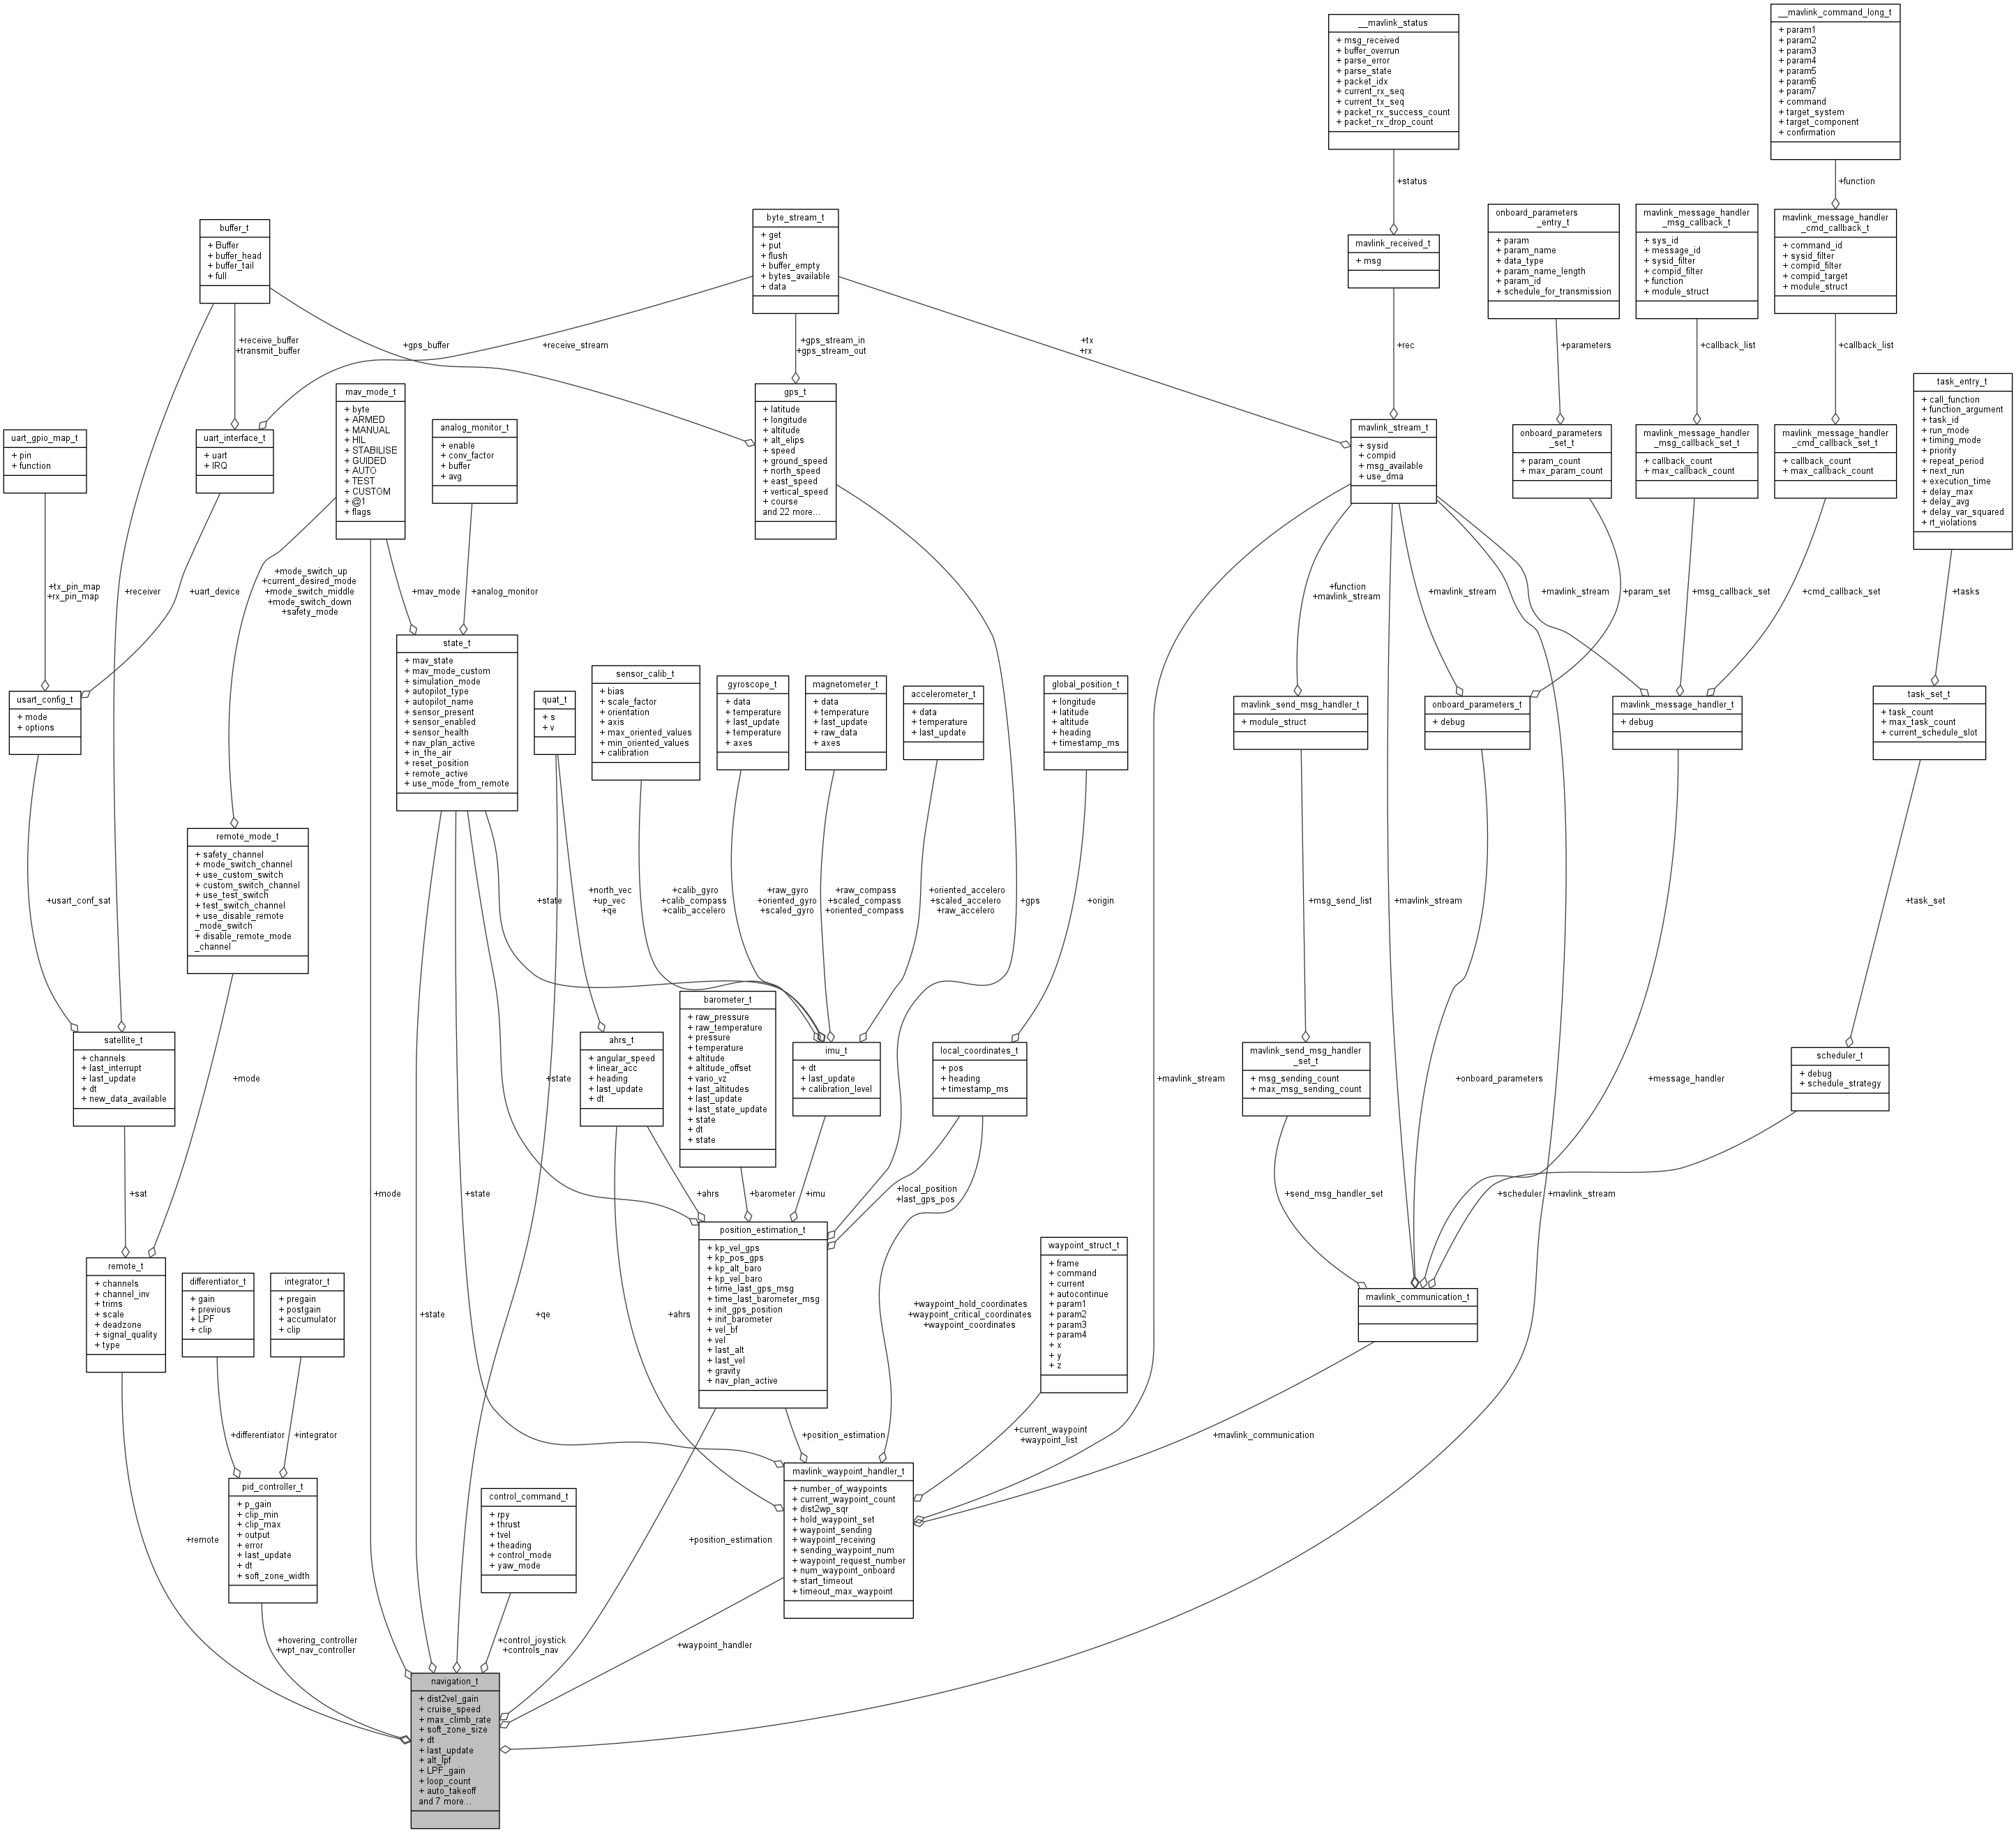 __mavlink_status
+ msg_received
+ buffer_overrun
+ parse_error
+ parse_state
+ packet_idx
+ current_rx_seq
+ current_tx_seq
+ packet_rx_success_count
+ packet_rx_drop_count
__mavlink_command_long_t
+ param1
+ param2
+ param3
+ param4
+ param5
+ param6
+ param7
+ command
+ target_system
+ target_component
+ confirmation
+status
+function
buffer_t
+ Buffer
+ buffer_head
+ buffer_tail
+ full
byte_stream_t
+ get
+ put
+ flush
+ buffer_empty
+ bytes_available
+ data
mavlink_received_t
+ msg
onboard_parameters
_entry_t
+ param
+ param_name
+ data_type
+ param_name_length
+ param_id
+ schedule_for_transmission
mavlink_message_handler
_msg_callback_t
+ sys_id
+ message_id
+ sysid_filter
+ compid_filter
+ function
+ module_struct
mavlink_message_handler
_cmd_callback_t
+ command_id
+ sysid_filter
+ compid_filter
+ compid_target
+ module_struct
+receive_buffer
+transmit_buffer
+gps_buffer
+receive_stream
+gps_stream_in
+gps_stream_out
+tx
+rx
+rec
+parameters
+callback_list
+callback_list
uart_gpio_map_t
+ pin
+ function
uart_interface_t
+ uart
+ IRQ
mav_mode_t
+ byte
+ ARMED
+ MANUAL
+ HIL
+ STABILISE
+ GUIDED
+ AUTO
+ TEST
+ CUSTOM
+ @1
+ flags
analog_monitor_t
+ enable
+ conv_factor
+ buffer
+ avg
gps_t
+ latitude
+ longitude
+ altitude
+ alt_elips
+ speed
+ ground_speed
+ north_speed
+ east_speed
+ vertical_speed
+ course
and 22 more...
mavlink_stream_t
+ sysid
+ compid
+ msg_available
+ use_dma
onboard_parameters
_set_t
+ param_count
+ max_param_count
mavlink_message_handler
_msg_callback_set_t
+ callback_count
+ max_callback_count
mavlink_message_handler
_cmd_callback_set_t
+ callback_count
+ max_callback_count
task_entry_t
+ call_function
+ function_argument
+ task_id
+ run_mode
+ timing_mode
+ priority
+ repeat_period
+ next_run
+ execution_time
+ delay_max
+ delay_avg
+ delay_var_squared
+ rt_violations
+tx_pin_map
+rx_pin_map
+receiver
+uart_device
+mode_switch_up
+current_desired_mode
+mode_switch_middle
+mode_switch_down
+safety_mode
+mav_mode
+analog_monitor
+function
+mavlink_stream
+mavlink_stream
+mavlink_stream
+param_set
+msg_callback_set
+cmd_callback_set
+tasks
usart_config_t
+ mode
+ options
state_t
+ mav_state
+ mav_mode_custom
+ simulation_mode
+ autopilot_type
+ autopilot_name
+ sensor_present
+ sensor_enabled
+ sensor_health
+ nav_plan_active
+ in_the_air
+ reset_position
+ remote_active
+ use_mode_from_remote
quat_t
+ s
+ v
sensor_calib_t
+ bias
+ scale_factor
+ orientation
+ axis
+ max_oriented_values
+ min_oriented_values
+ calibration
gyroscope_t
+ data
+ temperature
+ last_update
+ temperature
+ axes
magnetometer_t
+ data
+ temperature
+ last_update
+ raw_data
+ axes
accelerometer_t
+ data
+ temperature
+ last_update
global_position_t
+ longitude
+ latitude
+ altitude
+ heading
+ timestamp_ms
mavlink_send_msg_handler_t
+ module_struct
onboard_parameters_t
+ debug
mavlink_message_handler_t
+ debug
task_set_t
+ task_count
+ max_task_count
+ current_schedule_slot
remote_mode_t
+ safety_channel
+ mode_switch_channel
+ use_custom_switch
+ custom_switch_channel
+ use_test_switch
+ test_switch_channel
+ use_disable_remote
_mode_switch
+ disable_remote_mode
_channel
+usart_conf_sat
+state
+north_vec
+up_vec
+qe
+calib_gyro
+calib_compass
+calib_accelero
+raw_gyro
+oriented_gyro
+scaled_gyro
+raw_compass
+scaled_compass
+oriented_compass
+oriented_accelero
+scaled_accelero
+raw_accelero
+gps
+origin
+msg_send_list
+mavlink_stream
+task_set
satellite_t
+ channels
+ last_interrupt
+ last_update
+ dt
+ new_data_available
+mode
+state
ahrs_t
+ angular_speed
+ linear_acc
+ heading
+ last_update
+ dt
barometer_t
+ raw_pressure
+ raw_temperature
+ pressure
+ temperature
+ altitude
+ altitude_offset
+ vario_vz
+ last_altitudes
+ last_update
+ last_state_update
+ state
+ dt
+ state
imu_t
+ dt
+ last_update
+ calibration_level
local_coordinates_t
+ pos
+ heading
+ timestamp_ms
+mavlink_stream
mavlink_send_msg_handler
_set_t
+ msg_sending_count
+ max_msg_sending_count
+onboard_parameters
+message_handler
scheduler_t
+ debug
+ schedule_strategy
+sat
+mode
+state
+ahrs
+barometer
+imu
+local_position
+last_gps_pos
+send_msg_handler_set
+scheduler
+mavlink_stream
remote_t
+ channels
+ channel_inv
+ trims
+ scale
+ deadzone
+ signal_quality
+ type
differentiator_t
+ gain
+ previous
+ LPF
+ clip
integrator_t
+ pregain
+ postgain
+ accumulator
+ clip
+state
+qe
+ahrs
position_estimation_t
+ kp_vel_gps
+ kp_pos_gps
+ kp_alt_baro
+ kp_vel_baro
+ time_last_gps_msg
+ time_last_barometer_msg
+ init_gps_position
+ init_barometer
+ vel_bf
+ vel
+ last_alt
+ last_vel
+ gravity
+ nav_plan_active
+waypoint_hold_coordinates
+waypoint_critical_coordinates
+waypoint_coordinates
waypoint_struct_t
+ frame
+ command
+ current
+ autocontinue
+ param1
+ param2
+ param3
+ param4
+ x
+ y
+ z
mavlink_communication_t
+differentiator
+integrator
+position_estimation
+current_waypoint
+waypoint_list
+mavlink_communication
pid_controller_t
+ p_gain
+ clip_min
+ clip_max
+ output
+ error
+ last_update
+ dt
+ soft_zone_width
control_command_t
+ rpy
+ thrust
+ tvel
+ theading
+ control_mode
+ yaw_mode
mavlink_waypoint_handler_t
+ number_of_waypoints
+ current_waypoint_count
+ dist2wp_sqr
+ hold_waypoint_set
+ waypoint_sending
+ waypoint_receiving
+ sending_waypoint_num
+ waypoint_request_number
+ num_waypoint_onboard
+ start_timeout
+ timeout_max_waypoint
+remote
+position_estimation
+hovering_controller
+wpt_nav_controller
+control_joystick
+controls_nav
+waypoint_handler
navigation_t
+ dist2vel_gain
+ cruise_speed
+ max_climb_rate
+ soft_zone_size
+ dt
+ last_update
+ alt_lpf
+ LPF_gain
+ loop_count
+ auto_takeoff
and 7 more...